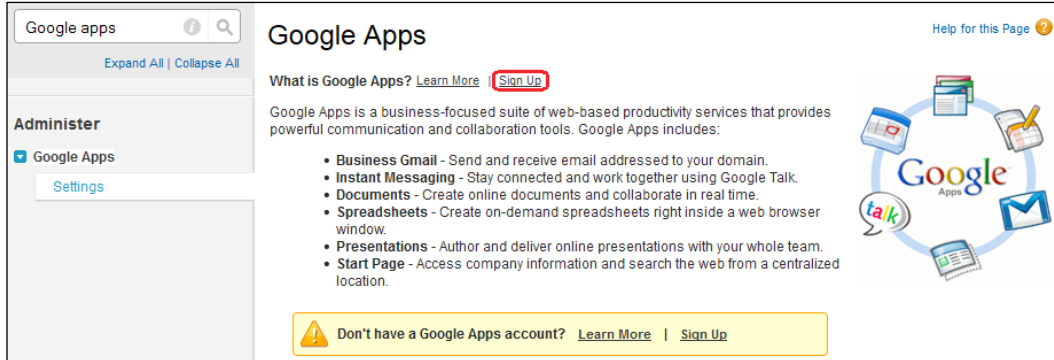 Google apps
Expand All | Collapse All
Administer
Google Apps
Settings
Google Apps
Help for this Page
What is Google Apps? Learn More | Sign Up
Google Apps is a business-focused suite of web-based productivity services that provides
powerful communication and collaboration tools. Google Apps includes:
• Business Gmail - Send and receive email addressed to your domain.
• Instant Messaging - Stay connected and work together using Google Talk.
• Documents - Create online documents and collaborate in real time.
• Spreadsheets - Create on-demand spreadsheets right inside a web browser
window.
• Presentations - Author and deliver online presentations with your whole team.
• Start Page - Access company information and search the web from a centralized
location.
Google
Apps
talk
Don't have a Google Apps account? Learn More | Sign Up